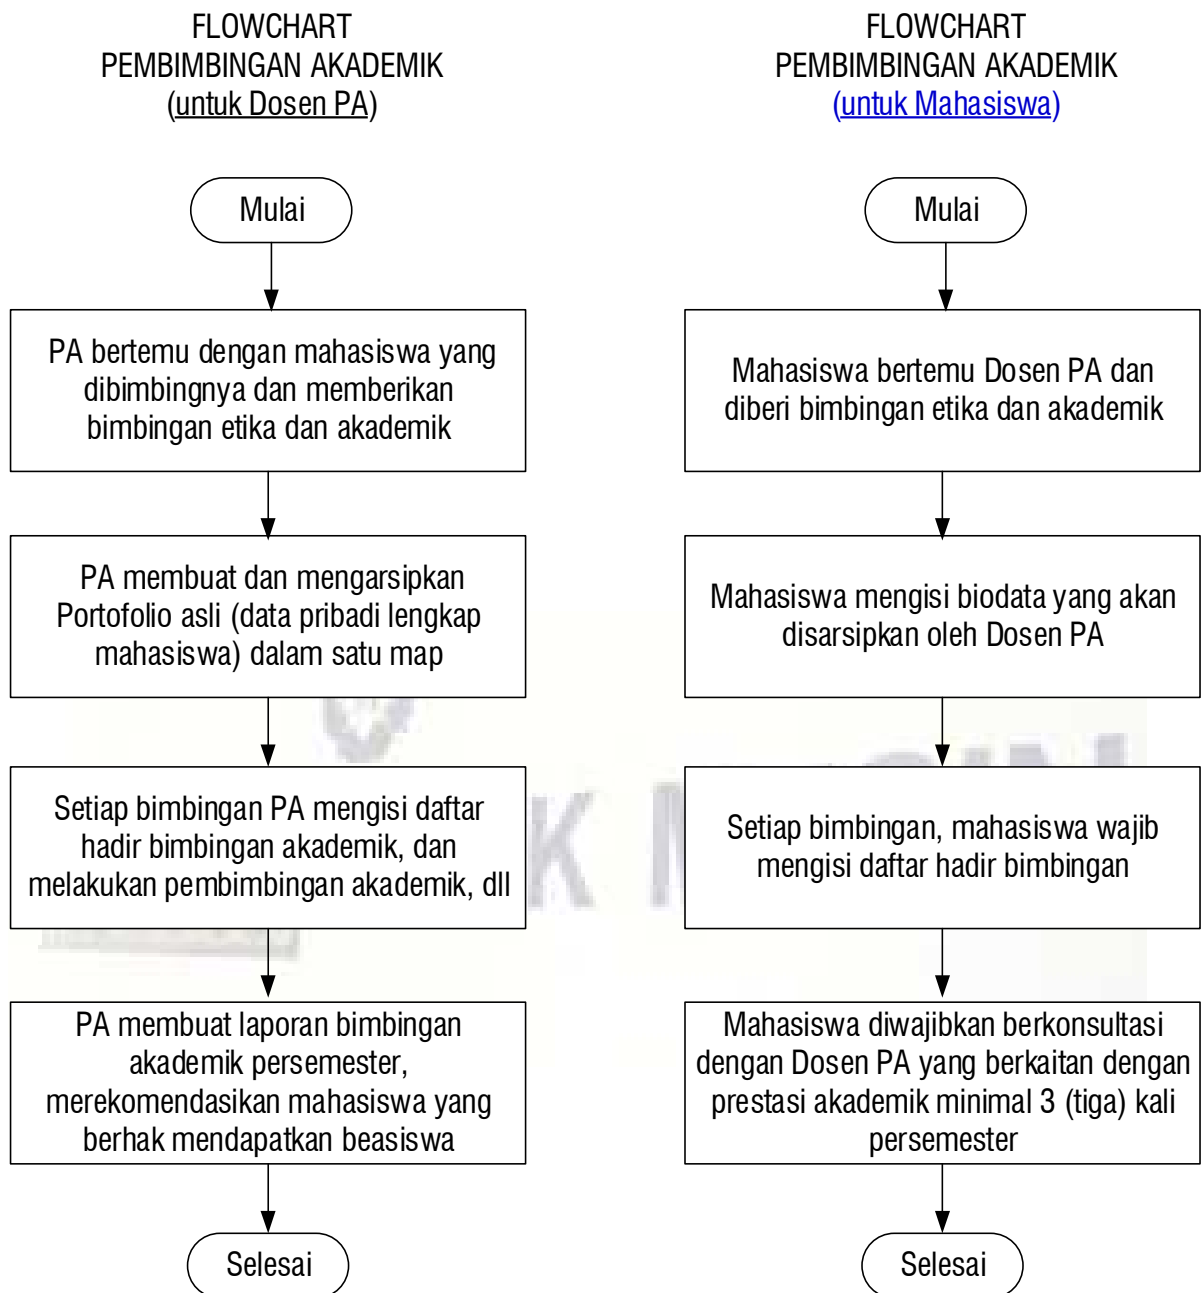 FLOWCHART
PEMBIMBINGAN AKADEMIK
(untuk Dosen PA)
Mulai
PA bertemu dengan mahasiswa yang
dibimbingnya dan memberikan
bimbingan etika dan akademik
PA membuat dan mengarsipkan
Portofolio asli (data pribadi lengkap
mahasiswa) dalam satu map
Setiap bimbingan PA mengisi daftar
hadir bimbingan akademik, dan
melakukan pembimbingan akademik, dll
PA membuat laporan bimbingan
akademik persemester,
merekomendasikan mahasiswa yang
berhak mendapatkan beasiswa
Selesai
FLOWCHART
PEMBIMBINGAN AKADEMIK
(untuk Mahasiswa)
Mulai
Mahasiswa bertemu Dosen PA dan
diberi bimbingan etika dan akademik
Mahasiswa mengisi biodata yang akan
disarsipkan oleh Dosen PA
Setiap bimbingan, mahasiswa wajib
mengisi daftar hadir bimbingan
Mahasiswa diwajibkan berkonsultasi
dengan Dosen PA yang berkaitan dengan
prestasi akademik minimal 3 (tiga) kali
persemester
Selesai